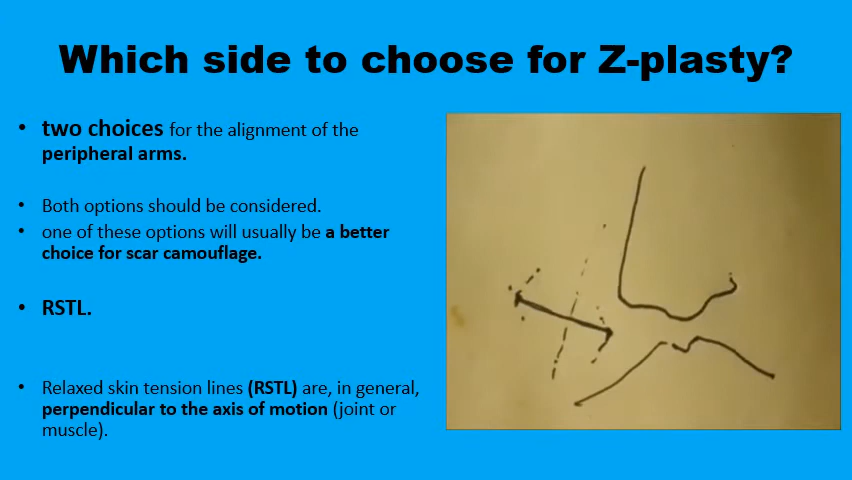 Which side to choose for Z-plasty?
• two choices for the alignment of the
peripheral arms.
• Both options should be considered.
• one of these options will usually be a better
choice for scar camouflage.
• RSTL.
• Relaxed skin tension lines (RSTL) are, in general,
perpendicular to the axis of motion (joint or
muscle).